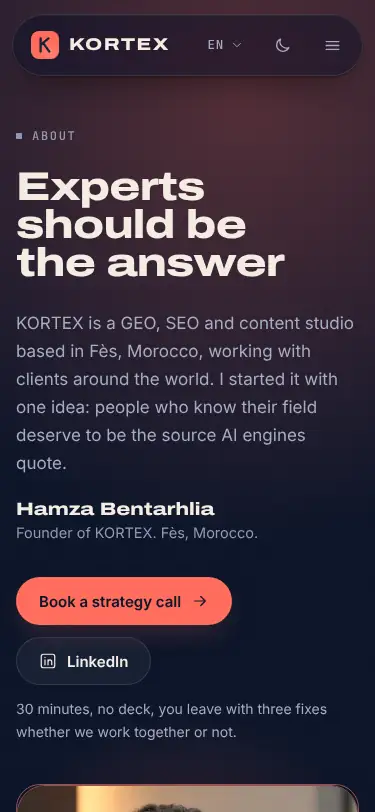 K KORTEX EN
ABOUT
Experts
should be
the answer
KORTEX is a GEO, SEO and content studio
based in Fès, Morocco, working with
clients around the world. I started it with
one idea: people who know their field
deserve to be the source AI engines
quote.
Hamza Bentarhlia
Founder of KORTEX. Fès, Morocco.
Book a strategy call →
in LinkedIn
30 minutes, no deck, you leave with three fixes
whether we work together or not.